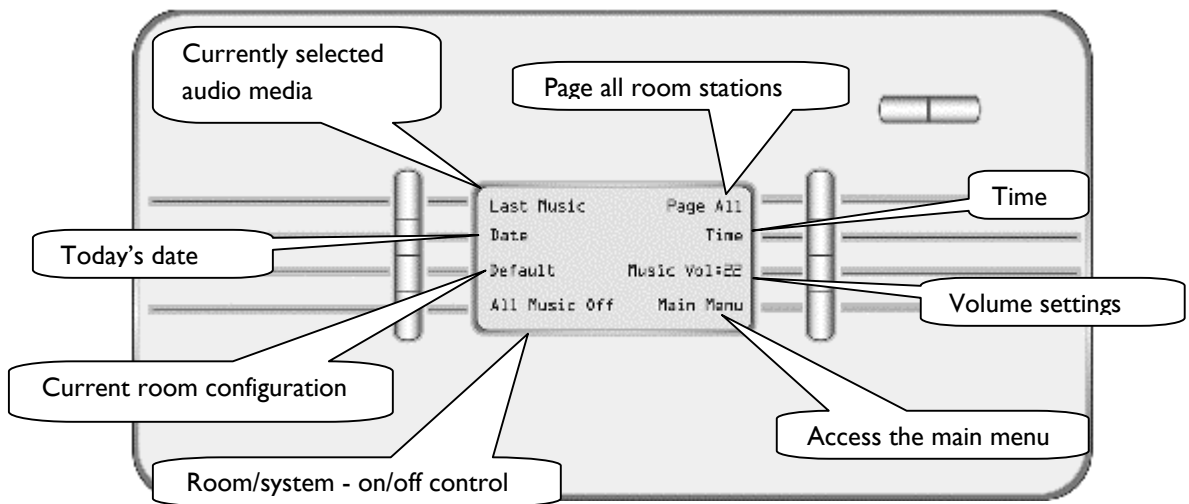 Currently selected
audio media
Page all room stations
Last Music Page All
Time
Date Time
Today's date
Default Music Vol:22
Volume settings
All Music Off Main Menu
Current room configuration
Access the main menu
Room/system - on/off control